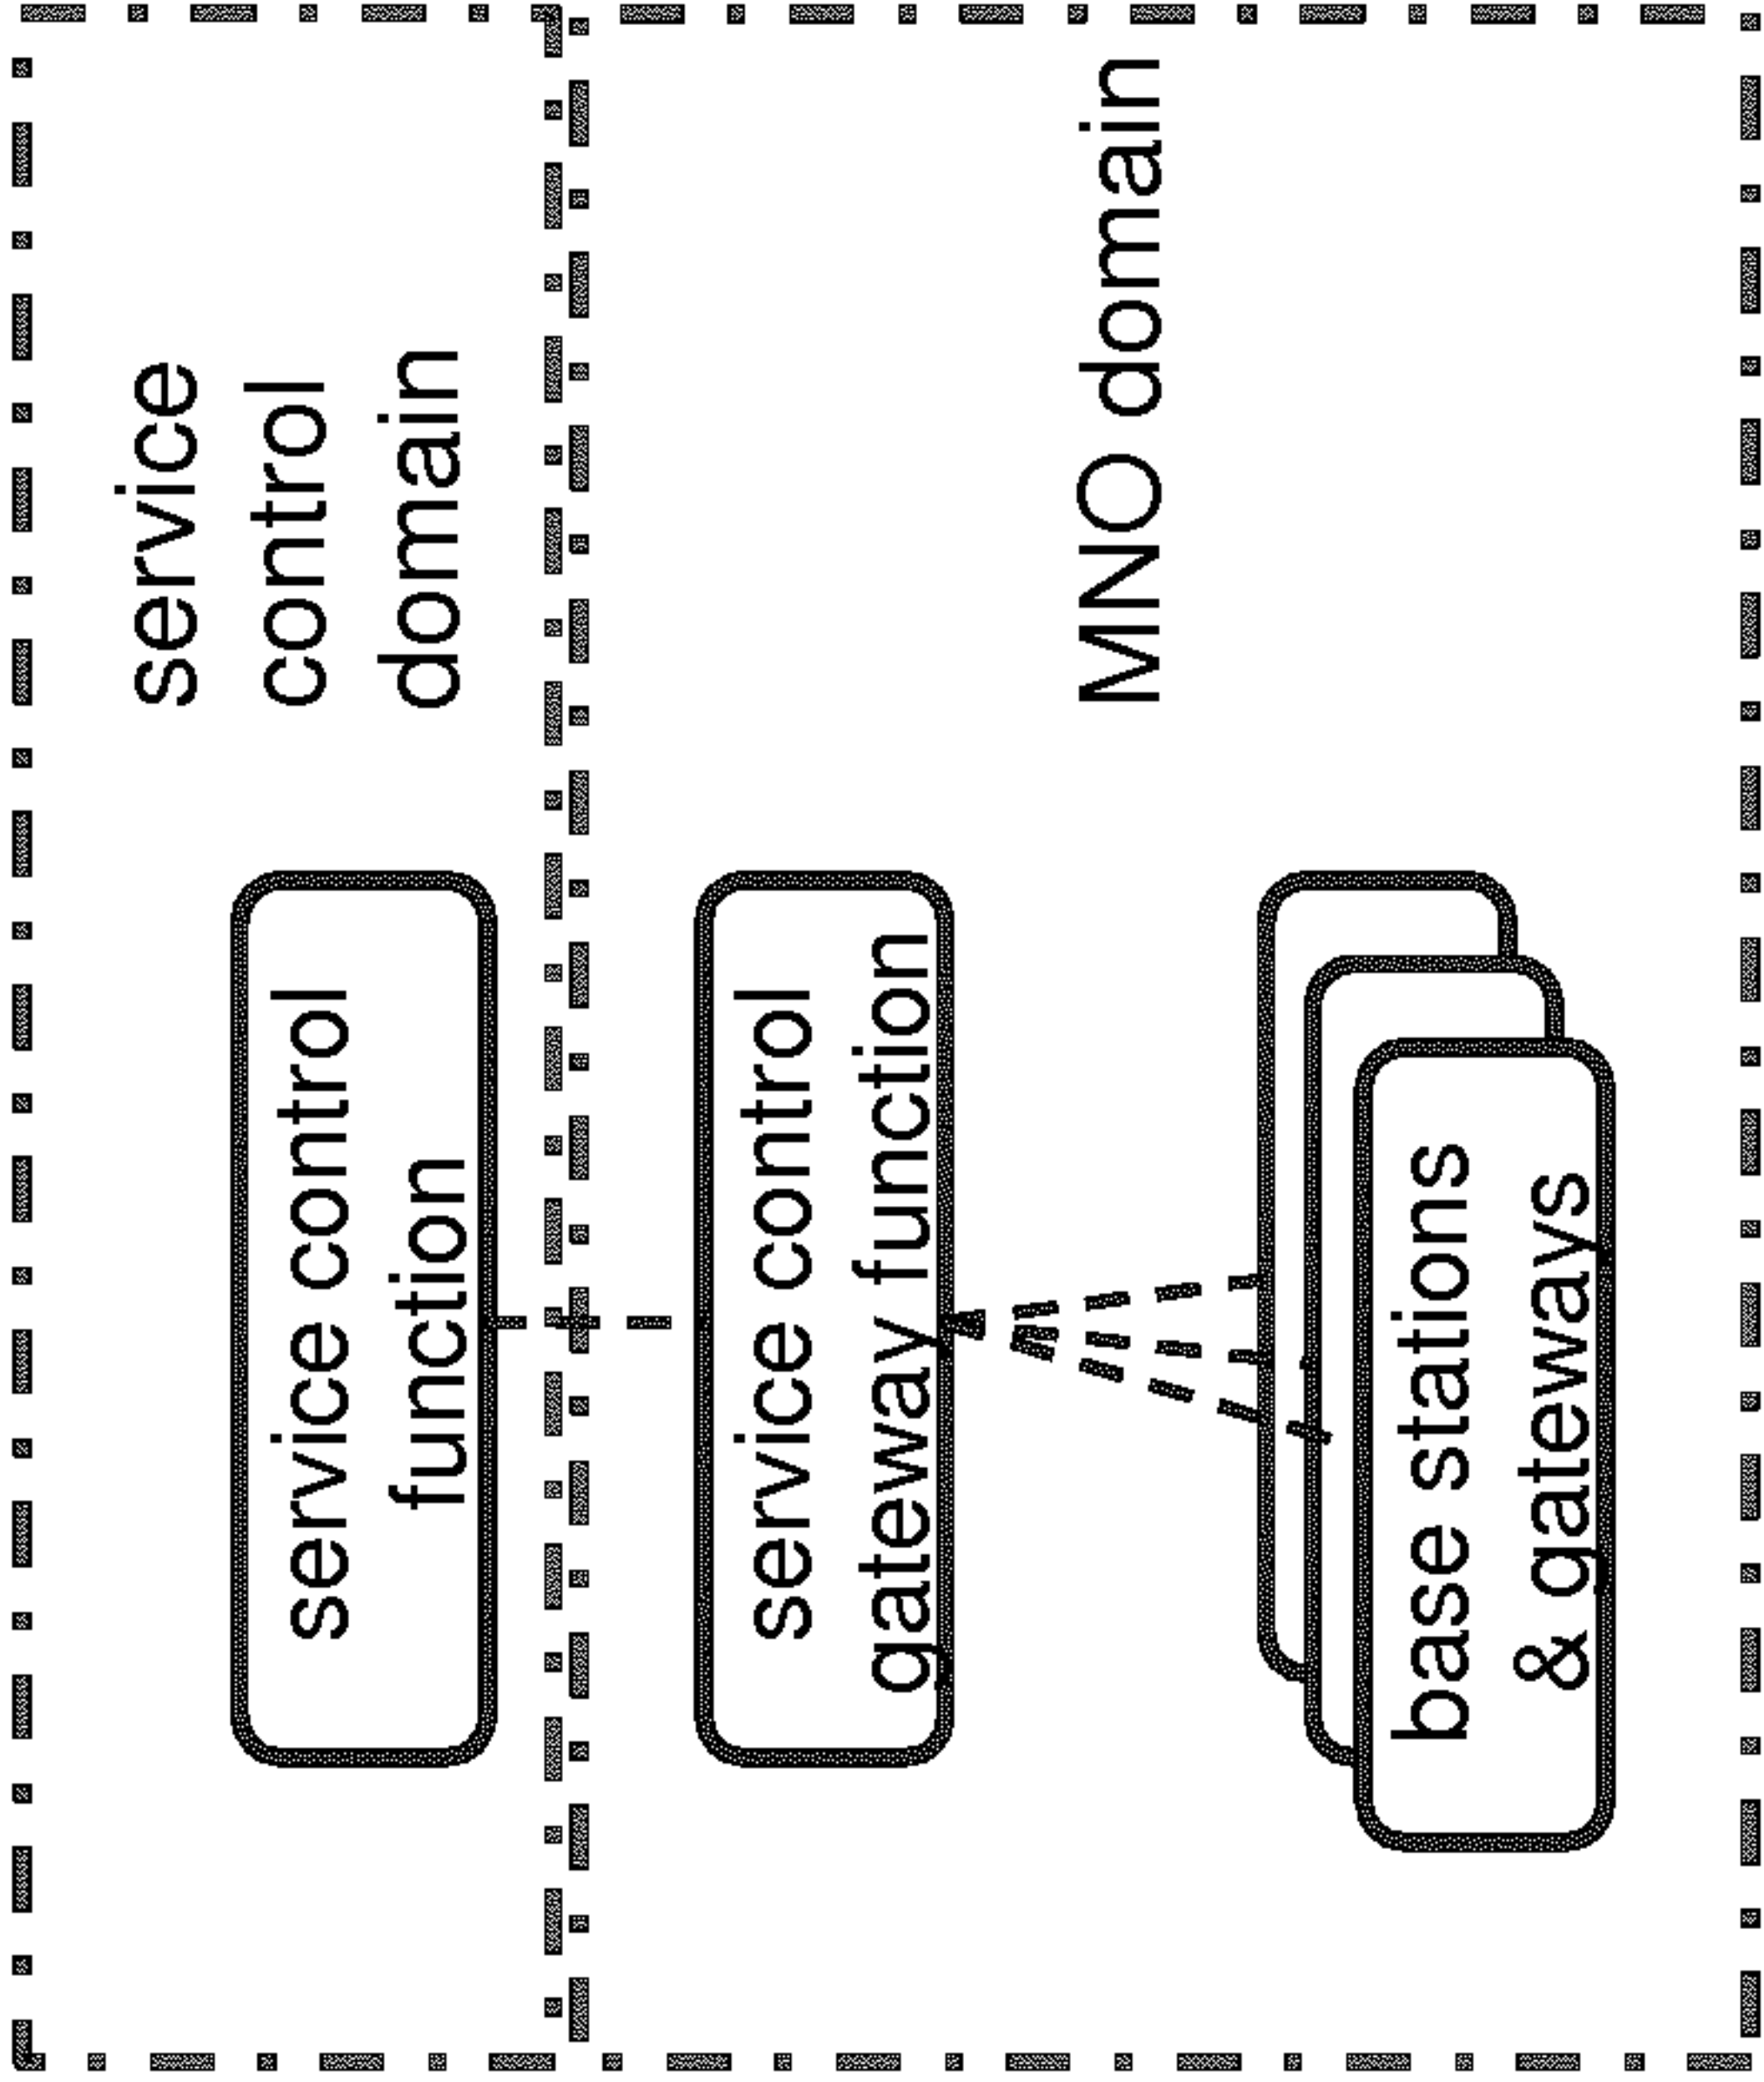 service control
function
service
control
domain
service control
gateway function
MNO domain
base stations
& gateways